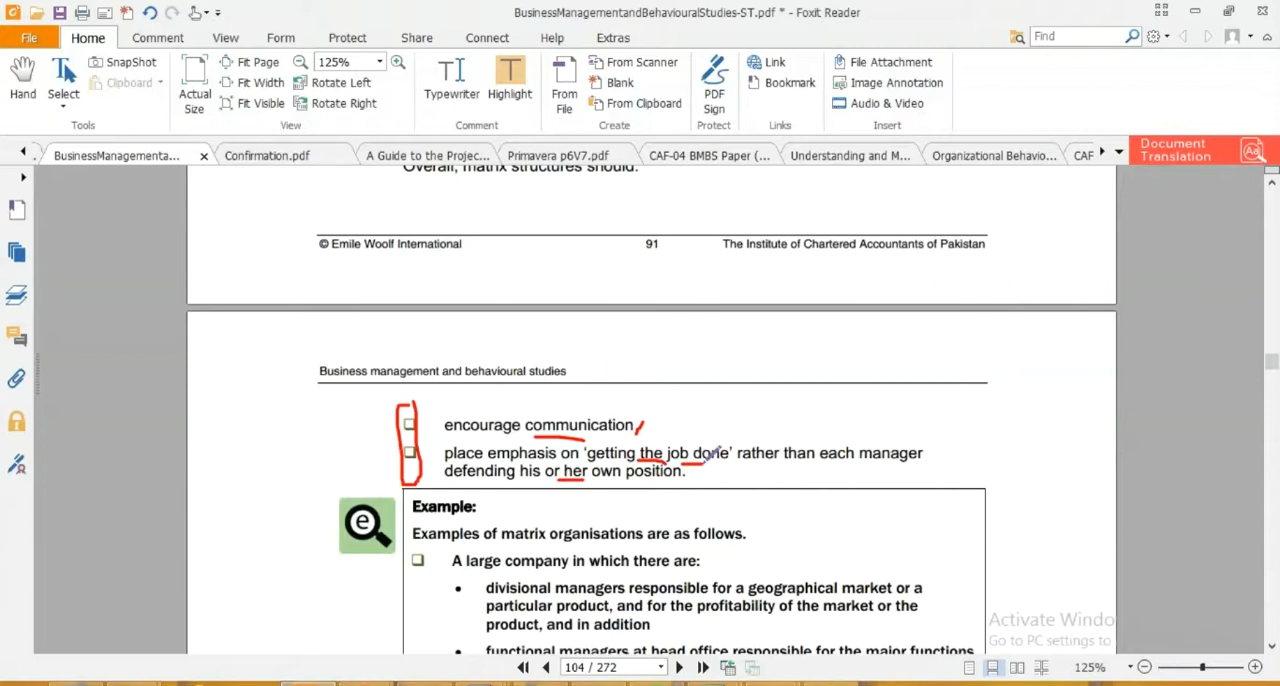 BusinessManagementandBehaviouralStudies-ST.pdf * - Foxit Reader
File Home Comment View Form Protect Share Connect Help Extras Find
Hand
Select
SnapShot
Clipboard
Tools
Actual Size
Fit Page
Fit Width
Fit Visible
125%
Rotate Left
Rotate Right
View
Typewriter
Highlight
Comment
From File
From Scanner
Blank
From Clipboard
Create
PDF Sign
Protect
Link
Bookmark
Links
File Attachment
Image Annotation
Audio & Video
Insert
BusinessManagementa... x Confirmation.pdf A Guide to the Projec... Primavera p6V7.pdf CAF-04 BMBS Paper (... Understanding and M... Organizational Behavio... CAF
Document Translation
Overall, matrix structures should:
© Emile Woolf International 91 The Institute of Chartered Accountants of Pakistan
Business management and behavioural studies
encourage communication
place emphasis on ‘getting the job done’ rather than each manager
defending his or her own position.
Example:
Examples of matrix organisations are as follows.
A large company in which there are:
• divisional managers responsible for a geographical market or a
particular product, and for the profitability of the market or the
product, and in addition
• functional managers at head office responsible for the major functions
Activate Windo
Go to PC settings to
104 / 272
125%